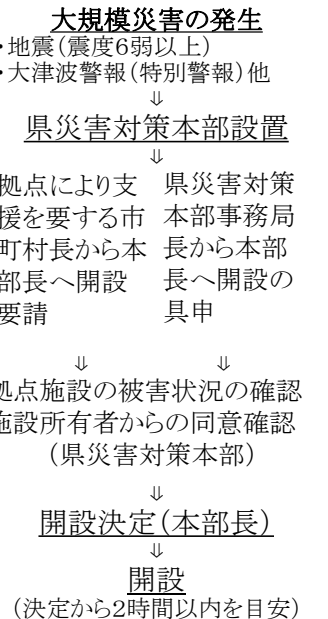 大規模災害の発生
・地震(震度6弱以上)
・大津波警報(特別警報)他
⇓
県災害対策本部設置
⇓
拠点により支
援を要する市
町村長から本
部長へ開設
要請
県災害対策
本部事務局
長から本部
長へ開設の
具申
⇓ ⇓
拠点施設の被害状況の確認
施設所有者からの同意確認
(県災害対策本部)
⇓
開設決定(本部長)
⇓
開設
(決定から2時間以内を目安)